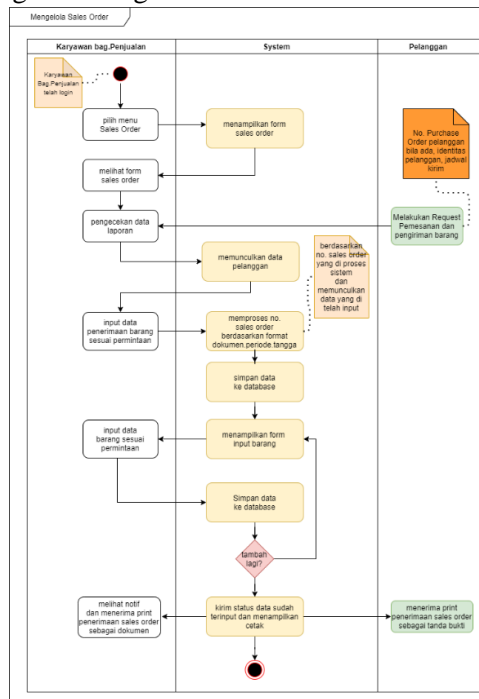 Mengelola Sales Order
Karyawan bag.Penjualan
System
Pelanggan
Karyawan
Bag.Penjualan
telah login
pilih menu
Sales Order
menampilkan form
sales order
No. Purchase
Order pelanggan
bila ada, identitas
pelanggan, jadwal
kirim
melihat form
sales order
pengecekan data
laporan
Melakukan Request
Pemesanan dan
pengiriman barang
memunculkan data
pelanggan
berdasarkan
no. sales order
yang di proses
sistem
dan
memunculkan
data yang di
telah input
input data
penerimaan barang
sesuai permintaan
memproses no.
sales order
berdasarkan format
dokumen.periode.tangga
simpan data
ke database
input data
barang sesuai
permintaan
menampilkan form
input barang
Simpan data
ke database
tambah
lagi?
melihat notif
dan menerima print
penerimaan sales order
sebagai dokumen
kirim status data sudah
terinput dan menampilkan
cetak
menerima print
penerimaan sales order
sebagai tanda bukti